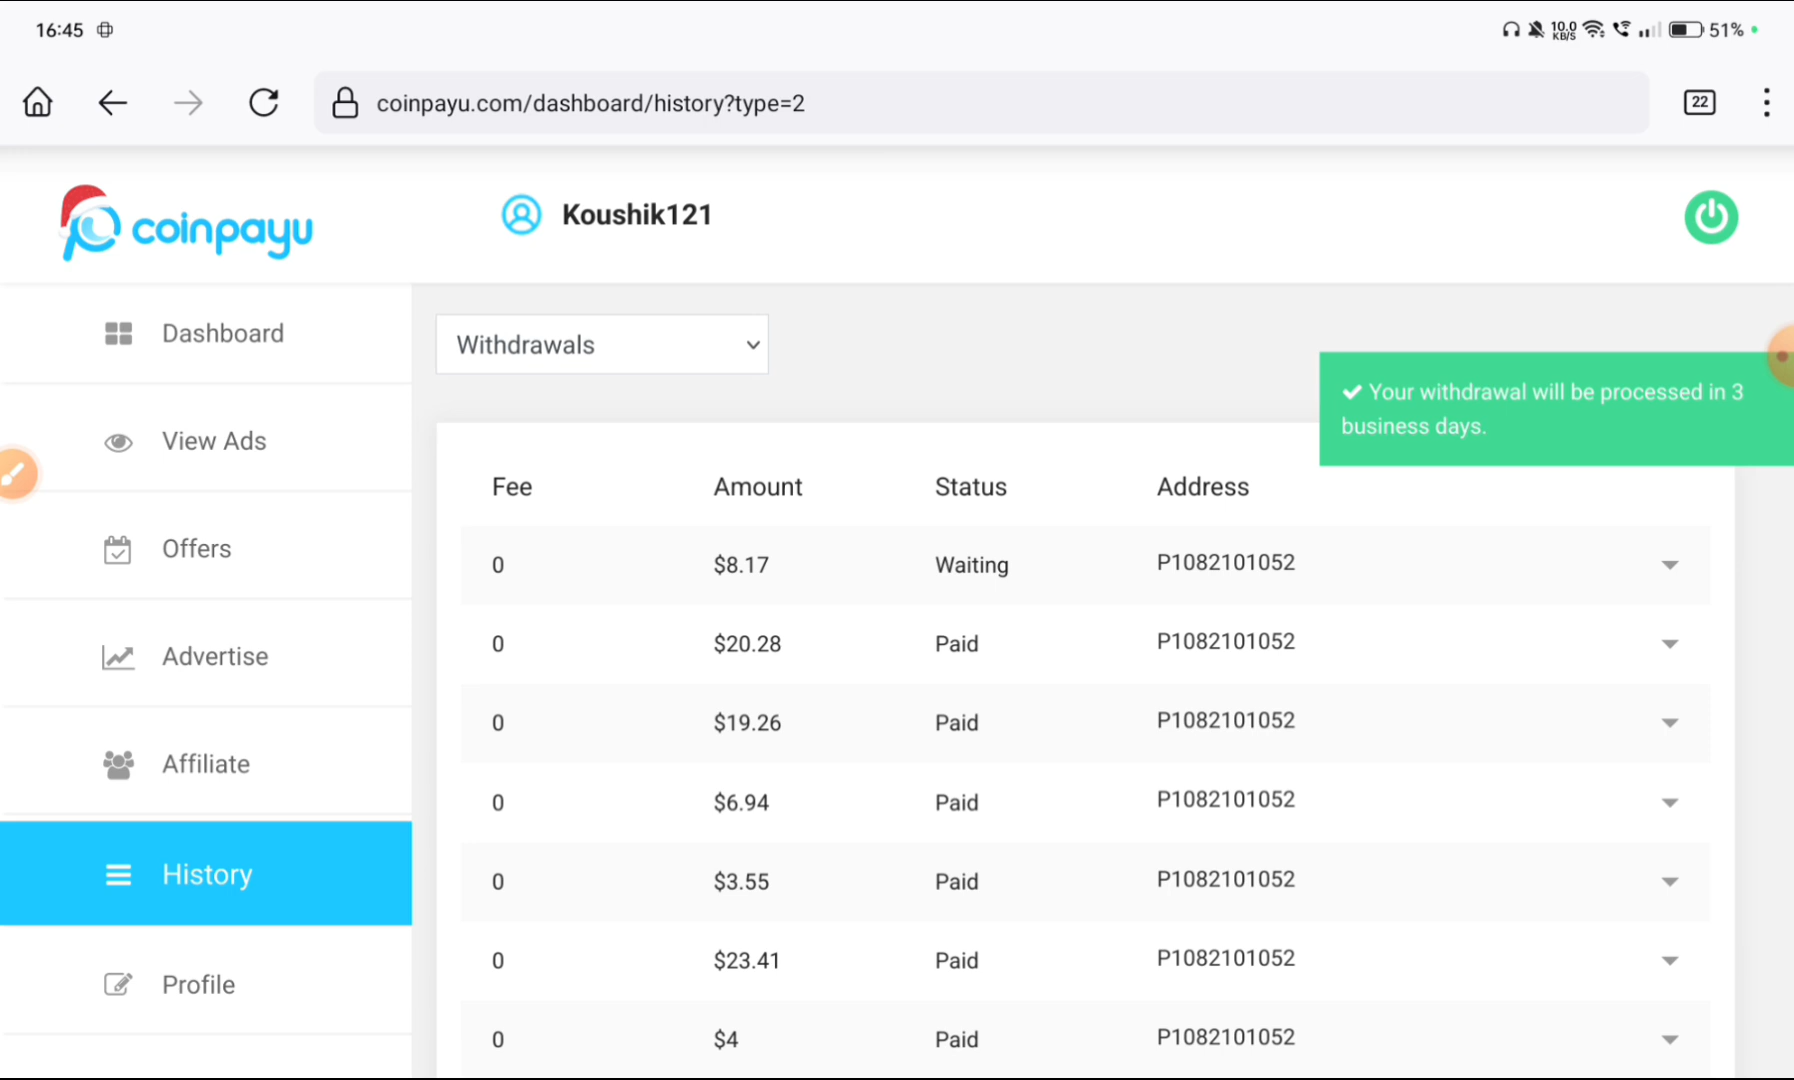 16:45
10.0
KB/S
51%
coinpayu.com/dashboard/history?type=2
22
coinpayu
Koushik121
Dashboard
View Ads
Offers
Advertise
Affiliate
History
Profile
Withdrawals
Your withdrawal will be processed in 3
business days.
Fee Amount Status Address
0 $8.17 Waiting P1082101052
0 $20.28 Paid P1082101052
0 $19.26 Paid P1082101052
0 $6.94 Paid P1082101052
0 $3.55 Paid P1082101052
0 $23.41 Paid P1082101052
0 $4 Paid P1082101052